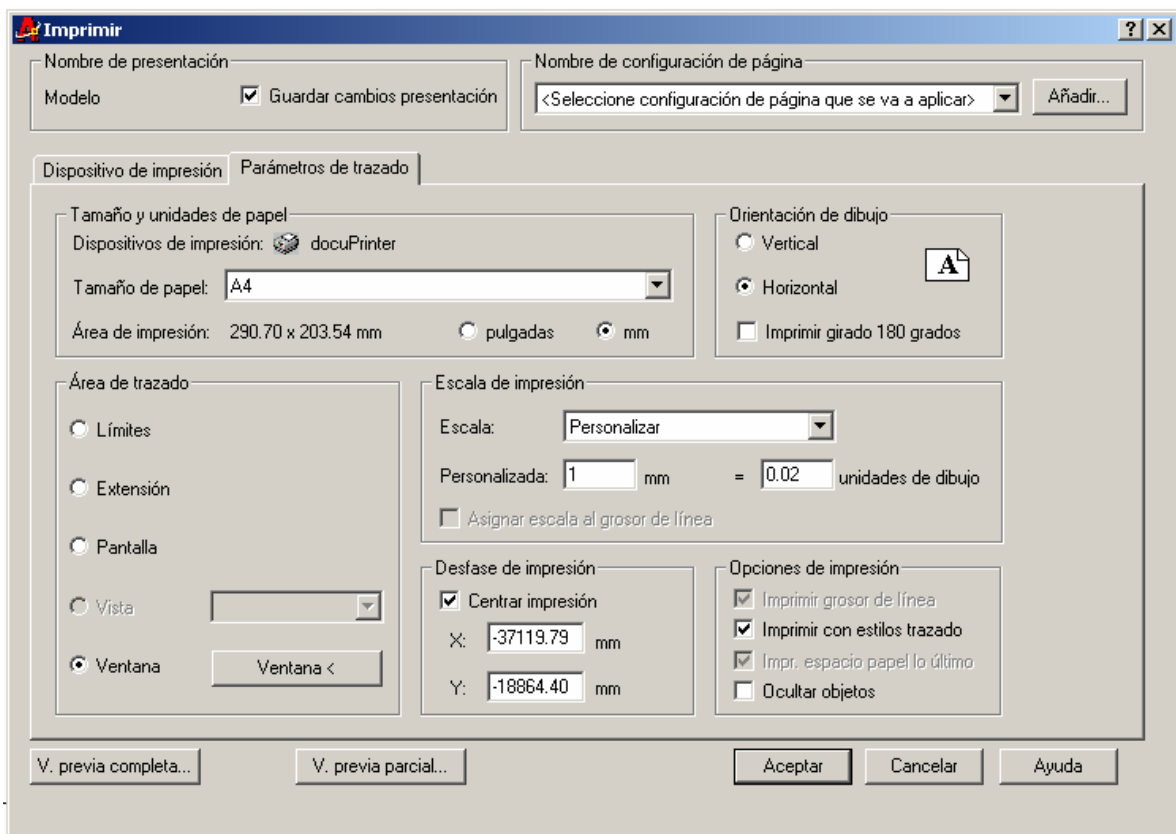 Imprimir
Nombre de presentación
Modelo
Guardar cambios presentación
Nombre de configuración de página
<Seleccione configuración de página que se va a aplicar>
Añadir...
Dispositivo de impresión
Parámetros de trazado
Tamaño y unidades de papel
Dispositivos de impresión: docuPrinter
Tamaño de papel: A4
Área de impresión: 290.70 x 203.54 mm
pulgadas
mm
Orientación de dibujo
Vertical
Horizontal
A
Imprimir girado 180 grados
Área de trazado
Límites
Extensión
Pantalla
Vista
Ventana
Ventana <
Escala de impresión
Escala: Personalizar
Personalizada: 1 mm = 0.02 unidades de dibujo
Asignar escala al grosor de línea
Desfase de impresión
Centrar impresión
X: -37119.79 mm
Y: -18864.40 mm
Opciones de impresión
Imprimir grosor de línea
Imprimir con estilos trazado
Impr. espacio papel lo último
Ocultar objetos
V. previa completa...
V. previa parcial...
Aceptar
Cancelar
Ayuda